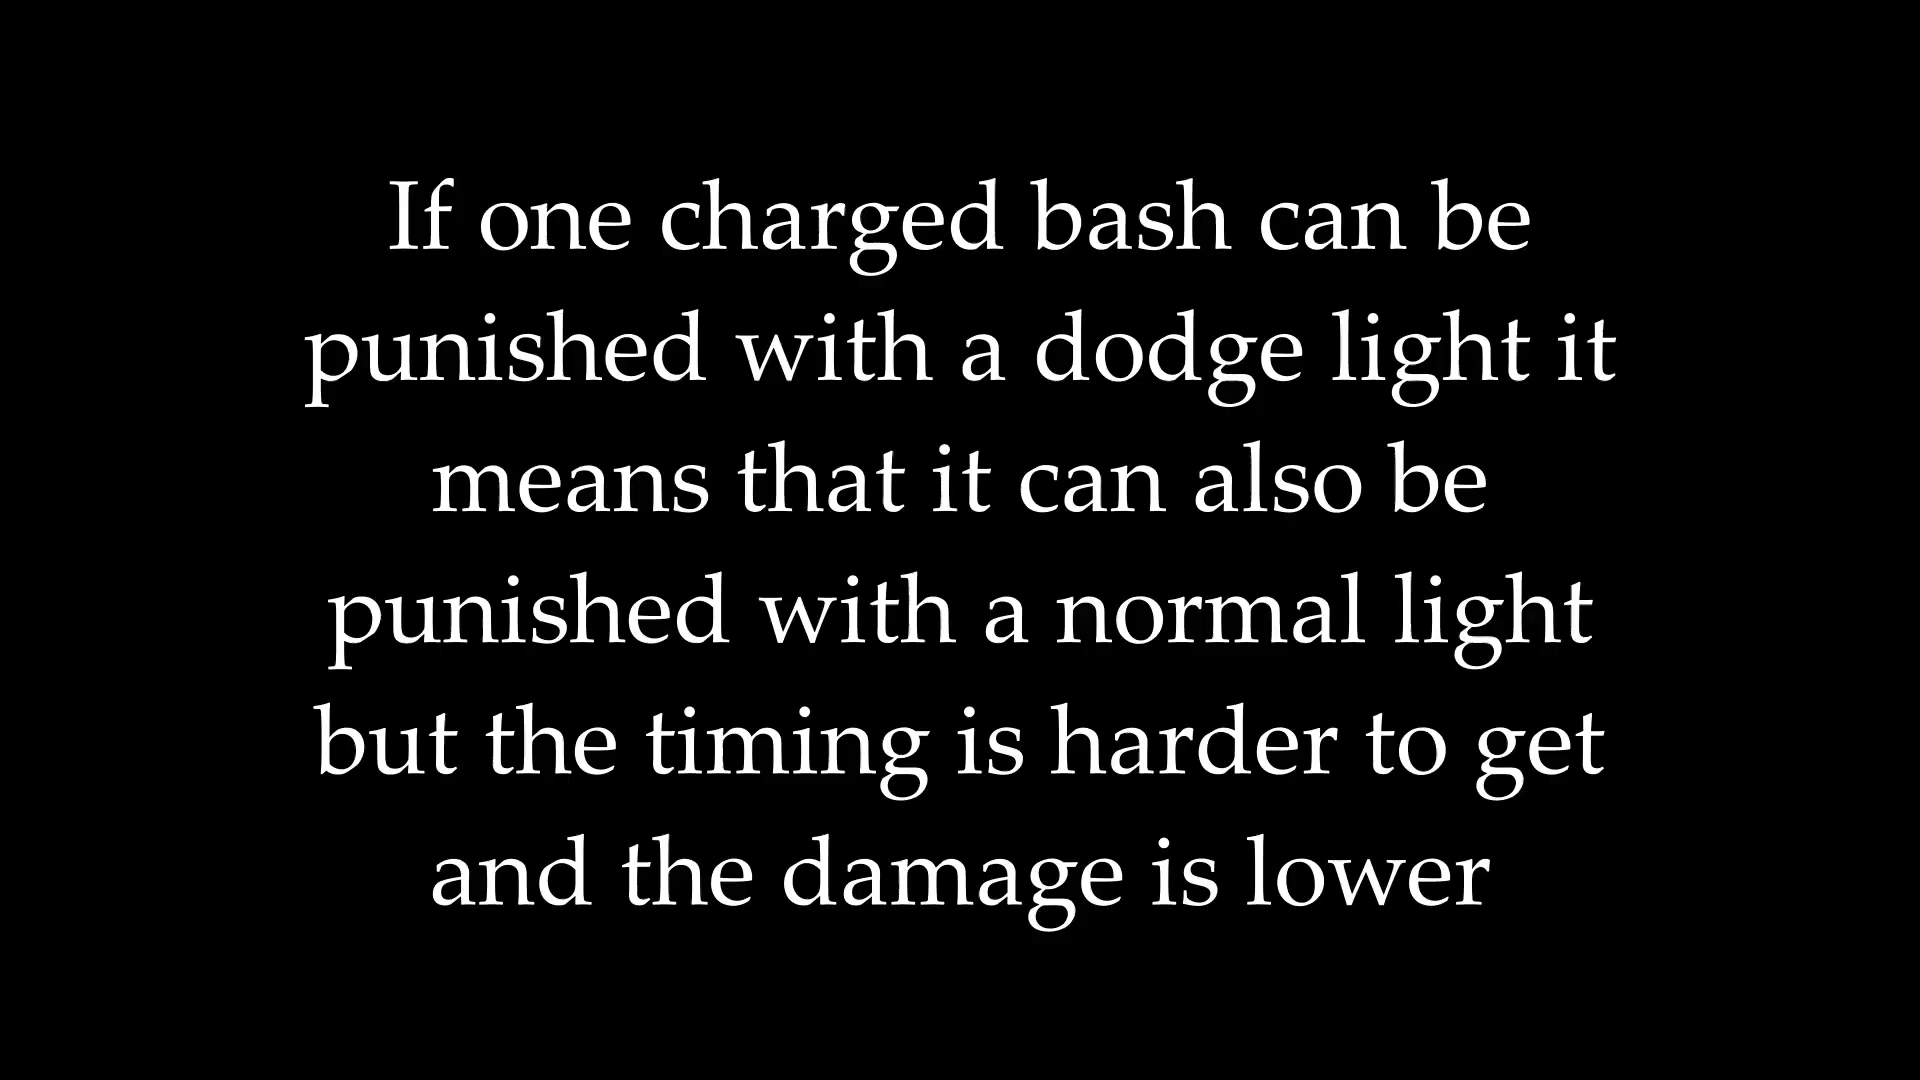 If one charged bash can be
punished with a dodge light it
means that it can also be
punished with a normal light
but the timing is harder to get
and the damage is lower